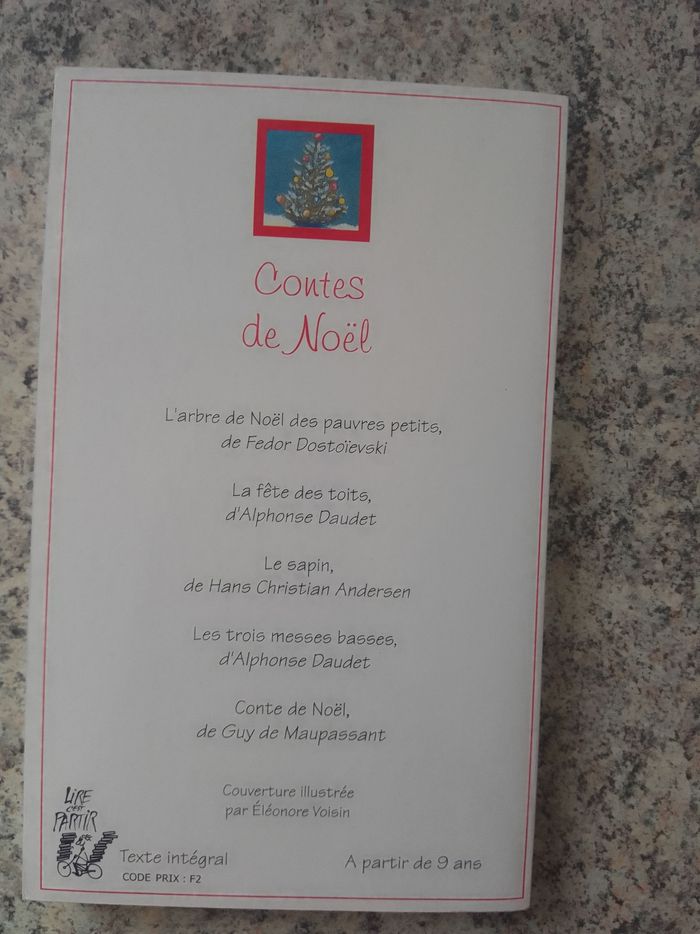 Contes
de Noël
L'arbre de Noël des pauvres petits,
de Fedor Dostoïevski
La fête des toits,
d'Alphonse Daudet
Le sapin,
de Hans Christian Andersen
Les trois messes basses,
d'Alphonse Daudet
Conte de Noël,
de Guy de Maupassant
Couverture illustrée
par Éléonore Voisin
LIRE
C'EST
PARTIR
Texte intégral
A partir de 9 ans
CODE PRIX : F2